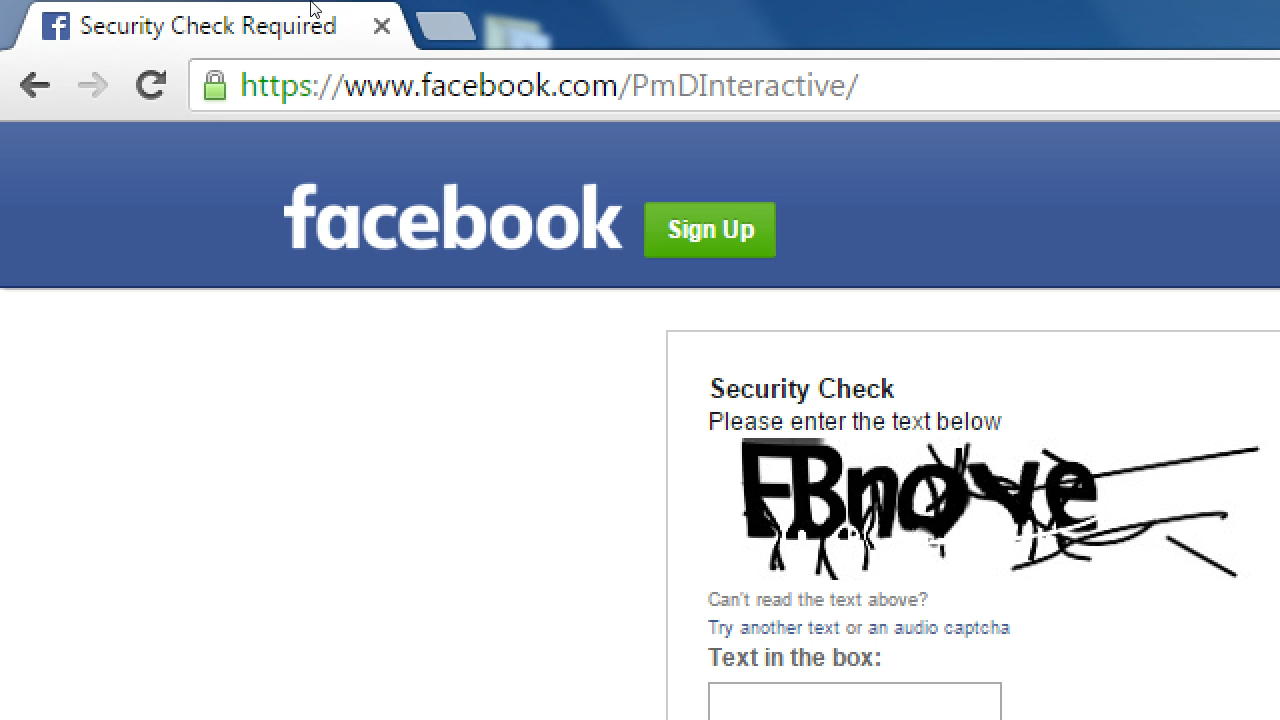 Security Check Required
https://www.facebook.com/PmDInteractive/
facebook
Sign Up
Security Check
Please enter the text below
Can't read the text above?
Try another text or an audio captcha
Text in the box: